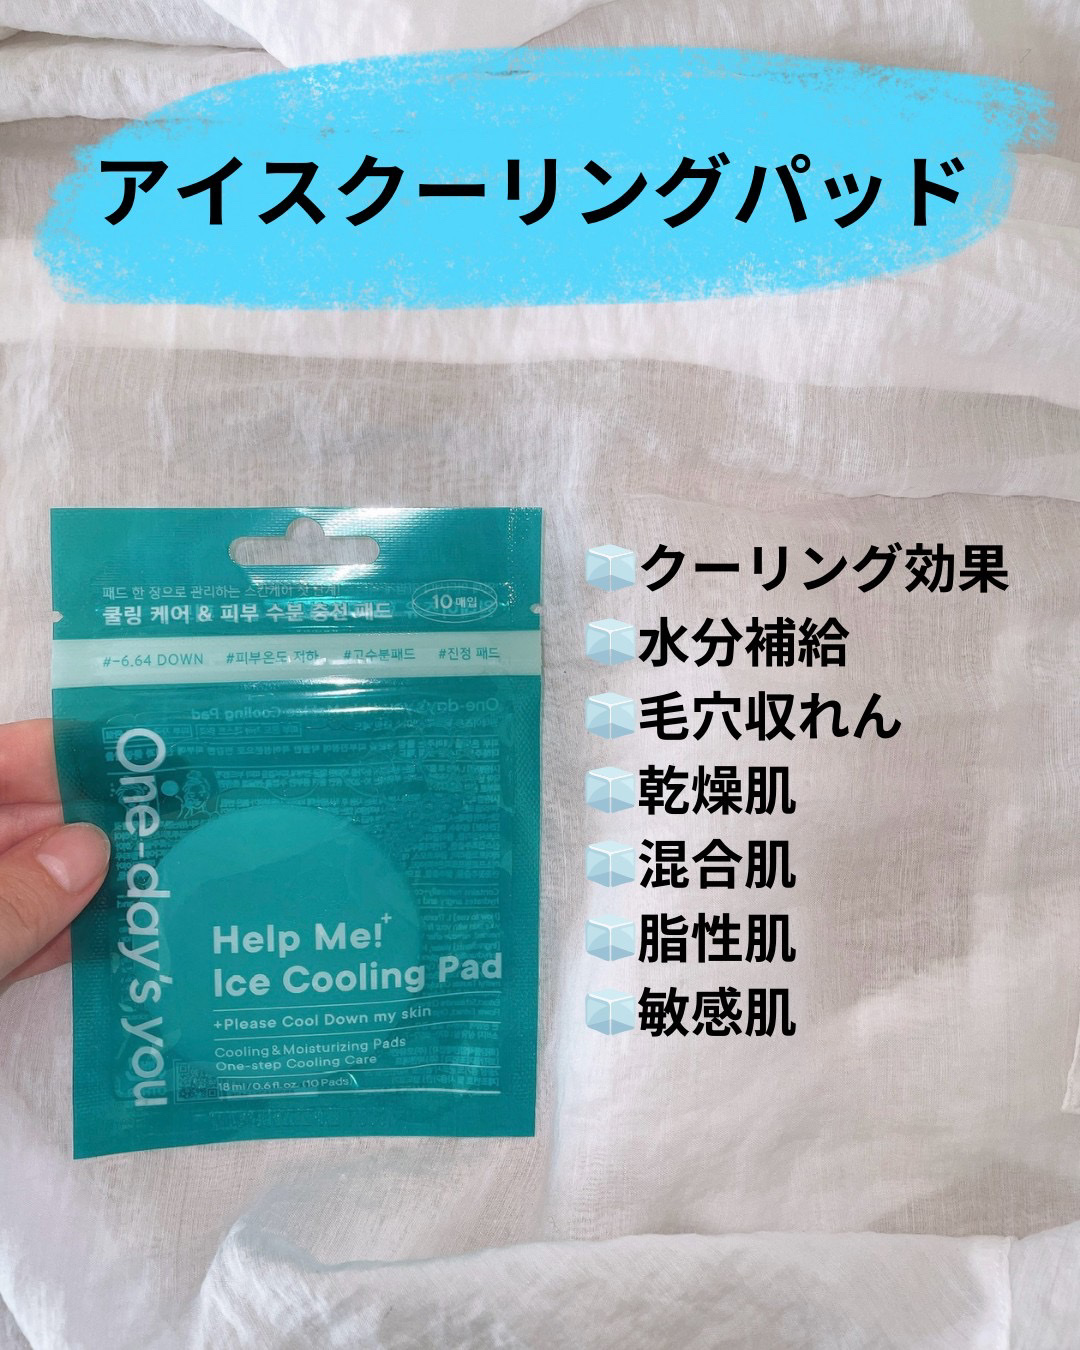 アイスクーリングパッド
패드 한 장으로 관리하는 스킨케어 첫 단계
쿨링 케어 & 피부 수분 충전 패드
10매입
#-6.64 DOWN #피부온도 저하 #고수분패드 #진정 패드
One-day's you
Help Me!+
Ice Cooling Pad
+Please Cool Down my skin
Cooling & Moisturizing Pads
One-step Cooling Care
18ml/0.6fl.oz. (10 Pads)
🧊クーリング効果
🧊水分補給
🧊毛穴収れん
🧊乾燥肌
🧊混合肌
🧊脂性肌
🧊敏感肌